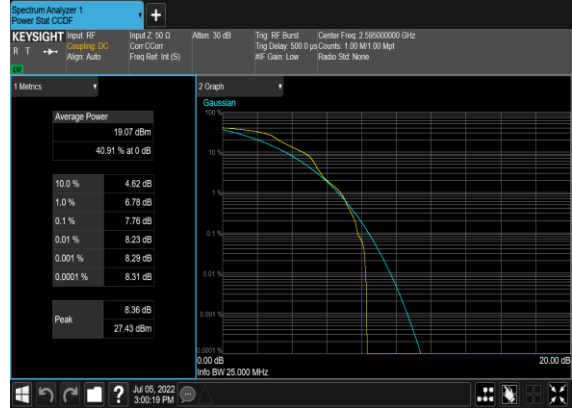 Spectrum Analyzer 1
Power Stat CCDF
KEYSIGHT
R T
Input: RF
Coupling: DC
Align: Auto
Input Z: 50 Ω
Corr CCorr
Freq Ref: Int (S)
Atten: 30 dB
Trig: RF Burst
Trig Delay: 500.0 µs
#IF Gain: Low
Center Freq: 2.595000000 GHz
Counts: 1.00 M/1.00 Mpt
Radio Std: None
1 Metrics
Average Power
19.07 dBm
40.91 % at 0 dB
10.0 % 4.62 dB
1.0 % 6.78 dB
0.1 % 7.76 dB
0.01 % 8.23 dB
0.001 % 8.29 dB
0.0001 % 8.31 dB
Peak
8.36 dB
27.43 dBm
2 Graph
Gaussian
100 %
10 %
1 %
0.1 %
0.01 %
0.001 %
0.0001 %
0.00 dB 20.00 dB
Info BW 25.000 MHz
?
Jul 05, 2022
3:00:19 PM